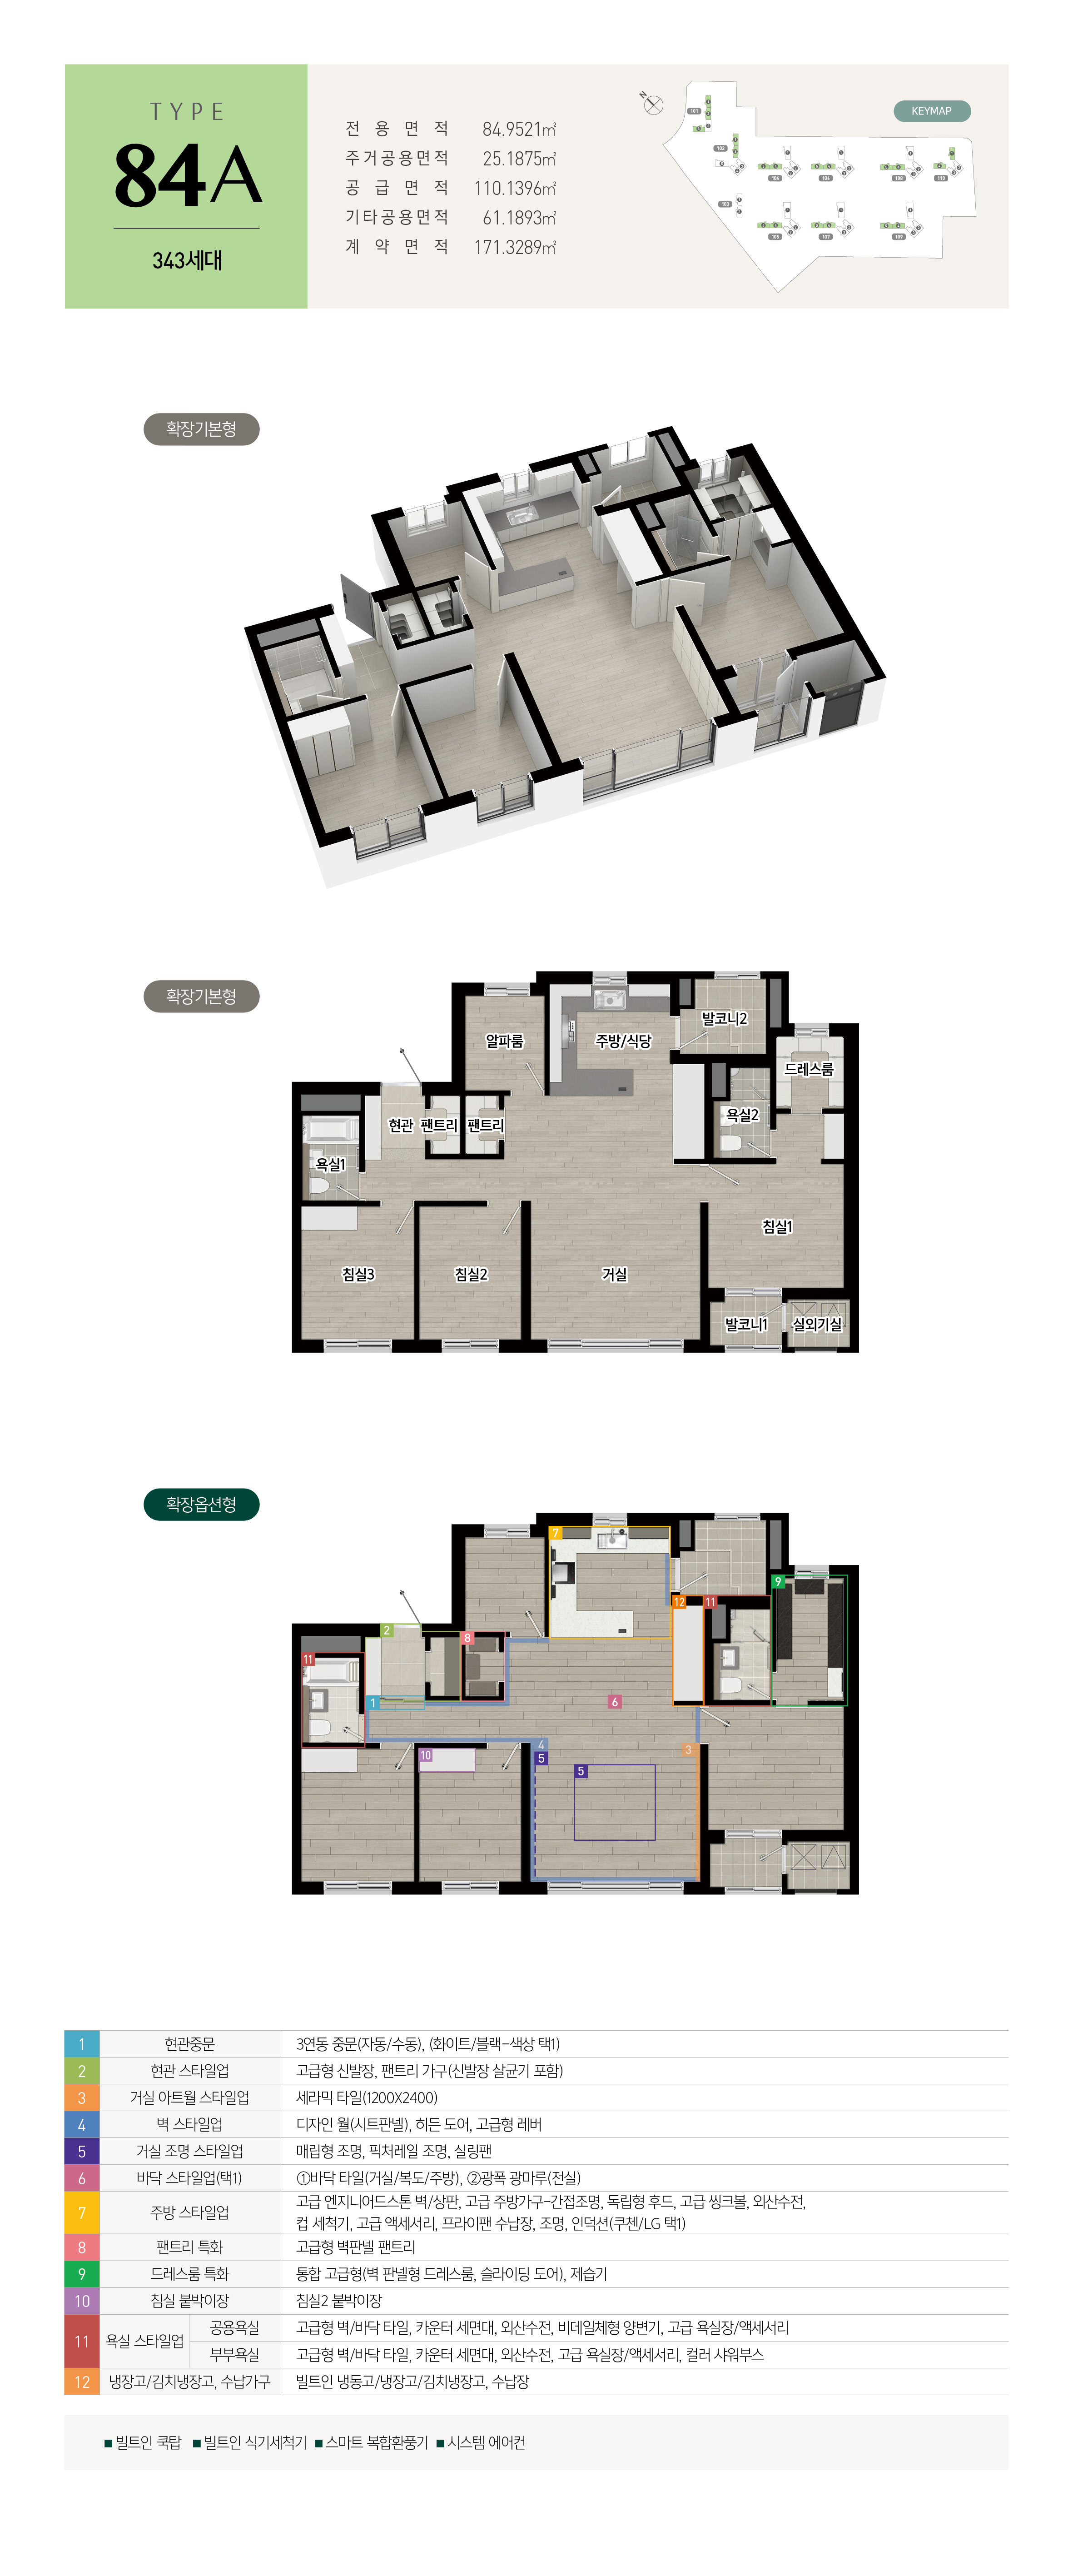 TYPE
84A
343세대
전용면적 84.9521㎡
주거공용면적 25.1875㎡
공급면적 110.1396㎡
기타공용면적 61.1893㎡
계약면적 171.3289㎡
N
KEYMAP
101
102
103
104
106
108
110
105
107
109
확장기본형
확장기본형
알파룸
주방/식당
발코니2
드레스룸
현관
팬트리
팬트리
욕실2
욕실1
침실1
침실3
침실2
거실
발코니1
실외기실
확장옵션형
7
9
12
11
2
8
11
1
6
4
3
10
5
5
1 현관중문 3연동 중문(자동/수동), (화이트/블랙-색상 택1)
2 현관 스타일업 고급형 신발장, 팬트리 가구(신발장 살균기 포함)
3 거실 아트월 스타일업 세라믹 타일(1200X2400)
4 벽 스타일업 디자인 월(시트판넬), 히든 도어, 고급형 레버
5 거실 조명 스타일업 매립형 조명, 픽처레일 조명, 실링팬
6 바닥 스타일업(택1) ①바닥 타일(거실/복도/주방), ②광폭 광마루(전실)
7 주방 스타일업 고급 엔지니어드스톤 벽/상판, 고급 주방가구-간접조명, 독립형 후드, 고급 씽크볼, 외산수전,
컵 세척기, 고급 액세서리, 프라이팬 수납장, 조명, 인덕션(쿠첸/LG 택1)
8 팬트리 특화 고급형 벽판넬 팬트리
9 드레스룸 특화 통합 고급형(벽 판넬형 드레스룸, 슬라이딩 도어), 제습기
10 침실 붙박이장 침실2 붙박이장
11 욕실 스타일업 공용욕실 고급형 벽/바닥 타일, 카운터 세면대, 외산수전, 비데일체형 양변기, 고급 욕실장/액세서리
부부욕실 고급형 벽/바닥 타일, 카운터 세면대, 외산수전, 고급 욕실장/액세서리, 컬러 샤워부스
12 냉장고/김치냉장고, 수납가구 빌트인 냉동고/냉장고/김치냉장고, 수납장
■ 빌트인 쿡탑 ■ 빌트인 식기세척기 ■ 스마트 복합환풍기 ■ 시스템 에어컨